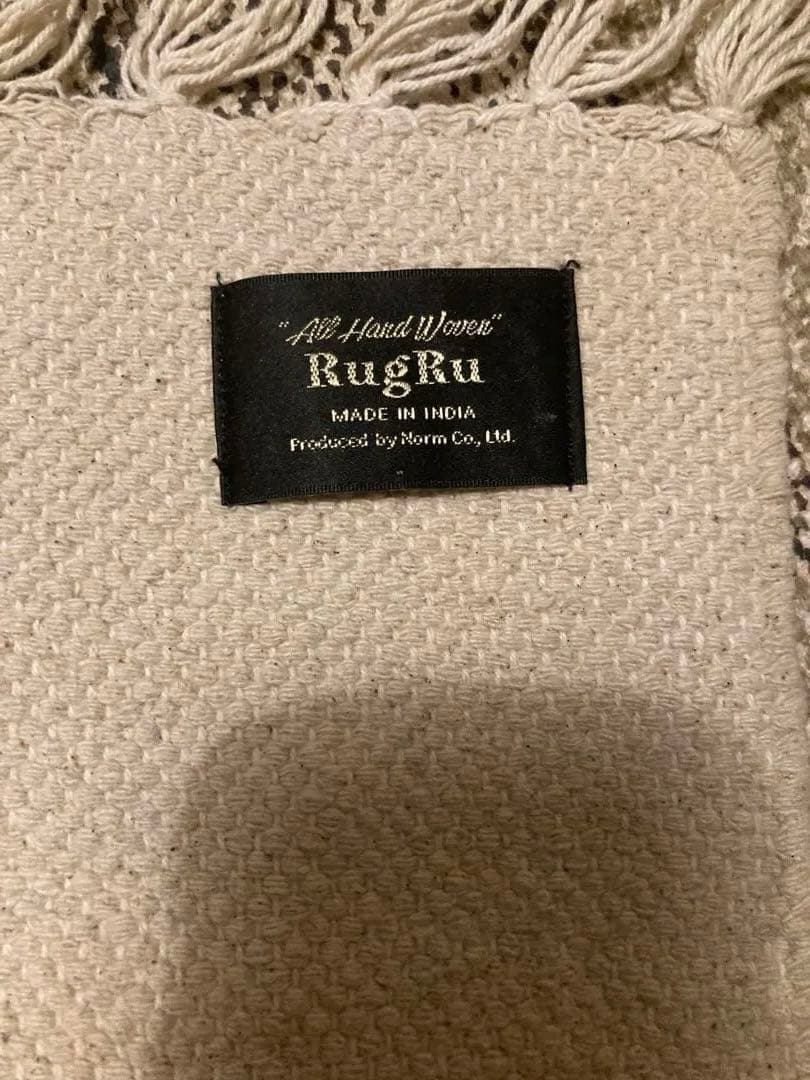 "All Hand Woven"
RugRu
MADE IN INDIA
Produced by Norm Co., Ltd.